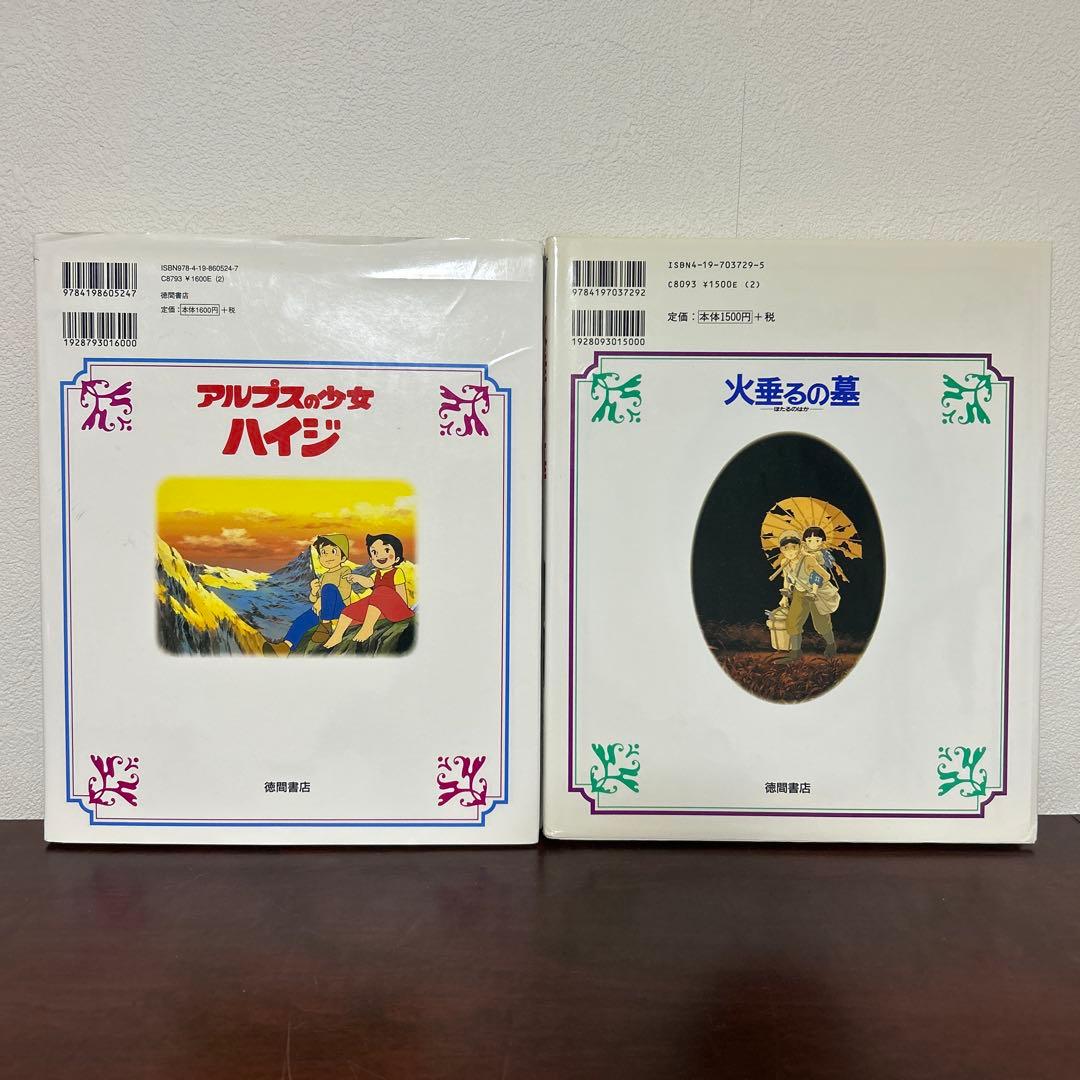 ISBN978-4-19-860524-7
C8793 ¥1600E (2)
9784198605247
徳間書店
定価:本体1600円+税
1928793016000
アルプスの少女
ハイジ
徳間書店
ISBN4-19-703729-5
C8093 ¥1500E (2)
9784197037292
定価:本体1500円+税
1928093015000
火垂るの墓
ほたるのはか
徳間書店